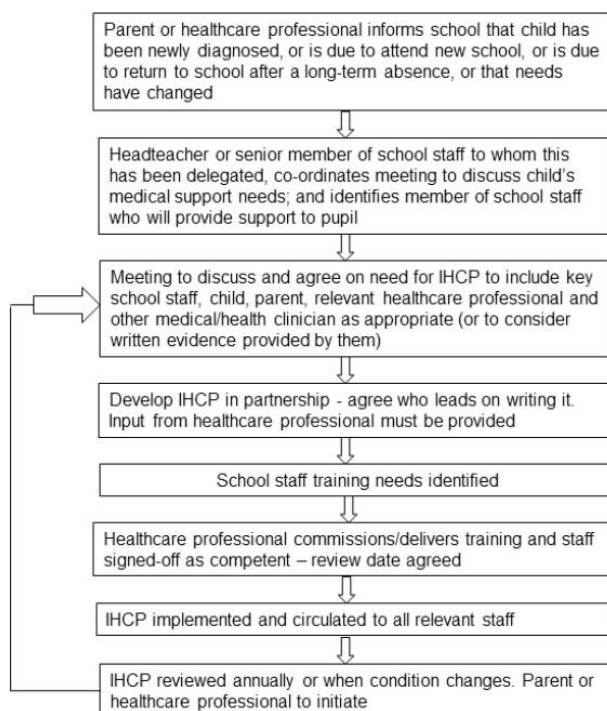 Parent or healthcare professional informs school that child has
been newly diagnosed, or is due to attend new school, or is due
to return to school after a long-term absence, or that needs
have changed
Headteacher or senior member of school staff to whom this
has been delegated, co-ordinates meeting to discuss child's
medical support needs; and identifies member of school staff
who will provide support to pupil
Meeting to discuss and agree on need for IHCP to include key
school staff, child, parent, relevant healthcare professional and
other medical/health clinician as appropriate (or to consider
written evidence provided by them)
Develop IHCP in partnership - agree who leads on writing it.
Input from healthcare professional must be provided
School staff training needs identified
Healthcare professional commissions/delivers training and staff
signed-off as competent – review date agreed
IHCP implemented and circulated to all relevant staff
IHCP reviewed annually or when condition changes. Parent or
healthcare professional to initiate